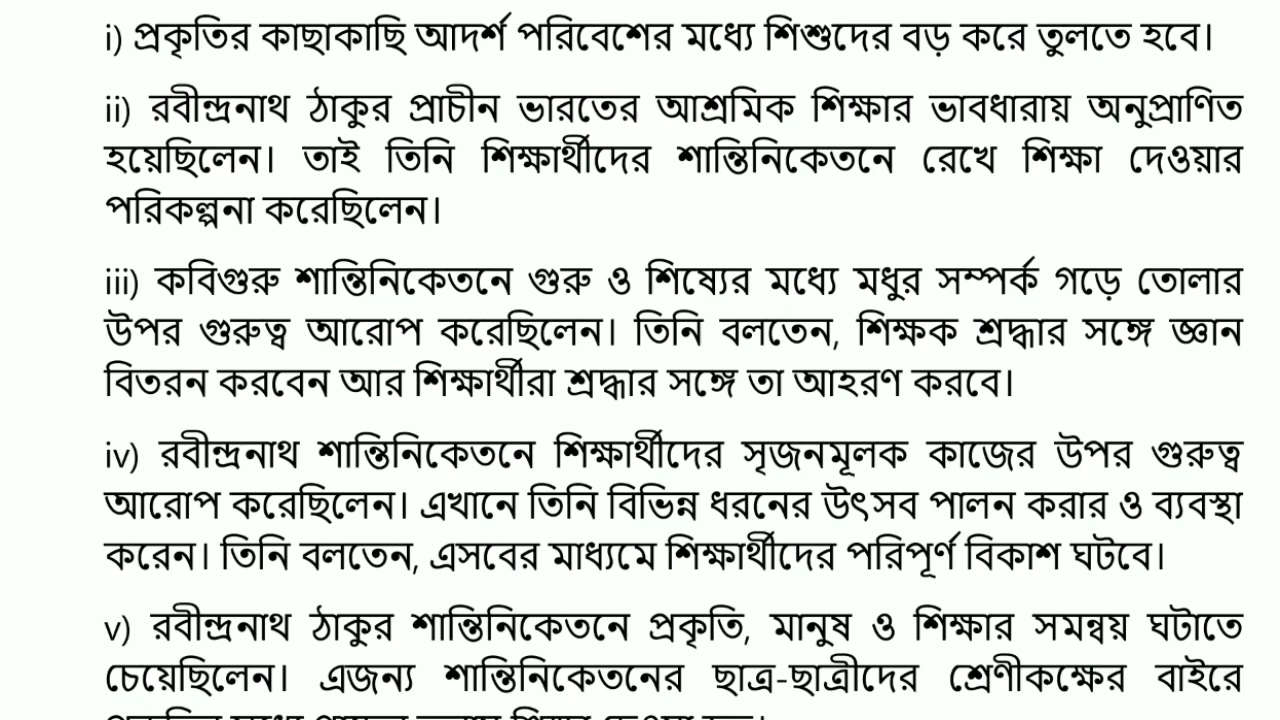 i) প্রকৃতির কাছাকাছি আদর্শ পরিবেশের মধ্যে শিশুদের বড় করে তুলতে হবে।
ii) রবীন্দ্রনাথ ঠাকুর প্রাচীন ভারতের আশ্রমিক শিক্ষার ভাবধারায় অনুপ্রাণিত
হয়েছিলেন। তাই তিনি শিক্ষার্থীদের শান্তিনিকেতনে রেখে শিক্ষা দেওয়ার
পরিকল্পনা করেছিলেন।
iii) কবিগুরু শান্তিনিকেতনে গুরু ও শিষ্যের মধ্যে মধুর সম্পর্ক গড়ে তোলার
উপর গুরুত্ব আরোপ করেছিলেন। তিনি বলতেন, শিক্ষক শ্রদ্ধার সঙ্গে জ্ঞান
বিতরন করবেন আর শিক্ষার্থীরা শ্রদ্ধার সঙ্গে তা আহরণ করবে।
iv) রবীন্দ্রনাথ শান্তিনিকেতনে শিক্ষার্থীদের সৃজনমূলক কাজের উপর গুরুত্ব
আরোপ করেছিলেন। এখানে তিনি বিভিন্ন ধরনের উৎসব পালন করার ও ব্যবস্থা
করেন। তিনি বলতেন, এসবের মাধ্যমে শিক্ষার্থীদের পরিপূর্ণ বিকাশ ঘটবে।
v) রবীন্দ্রনাথ ঠাকুর শান্তিনিকেতনে প্রকৃতি, মানুষ ও শিক্ষার সমন্বয় ঘটাতে
চেয়েছিলেন। এজন্য শান্তিনিকেতনের ছাত্র-ছাত্রীদের শ্রেণীকক্ষের বাইরে